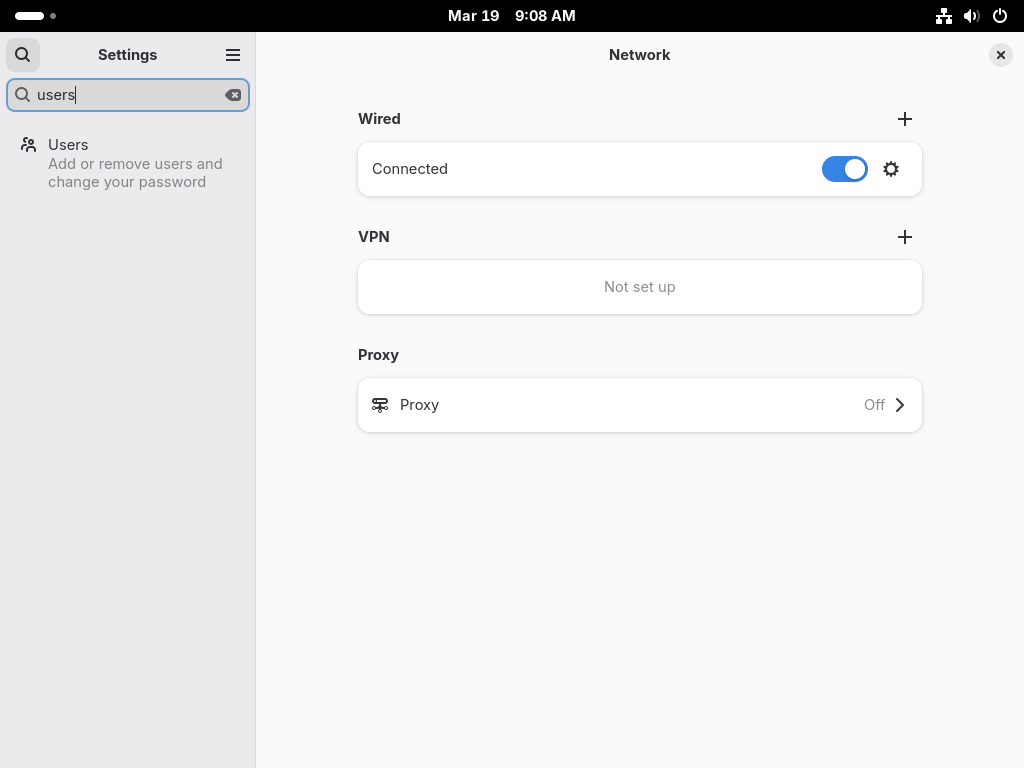 Mar 19 9:08 AM
Settings
Network
users
Users
Add or remove users and
change your password
Wired
Connected
VPN
Not set up
Proxy
Proxy
Off